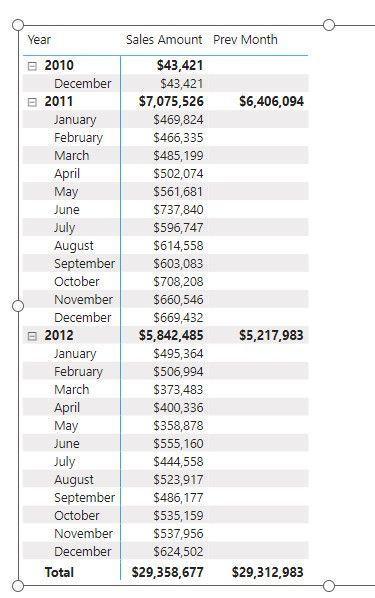 Year Sales Amount Prev Month
2010 $43,421
December $43,421
2011 $7,075,526 $6,406,094
January $469,824
February $466,335
March $485,199
April $502,074
May $561,681
June $737,840
July $596,747
August $614,558
September $603,083
October $708,208
November $660,546
December $669,432
2012 $5,842,485 $5,217,983
January $495,364
February $506,994
March $373,483
April $400,336
May $358,878
June $555,160
July $444,558
August $523,917
September $486,177
October $535,159
November $537,956
December $624,502
Total $29,358,677 $29,312,983